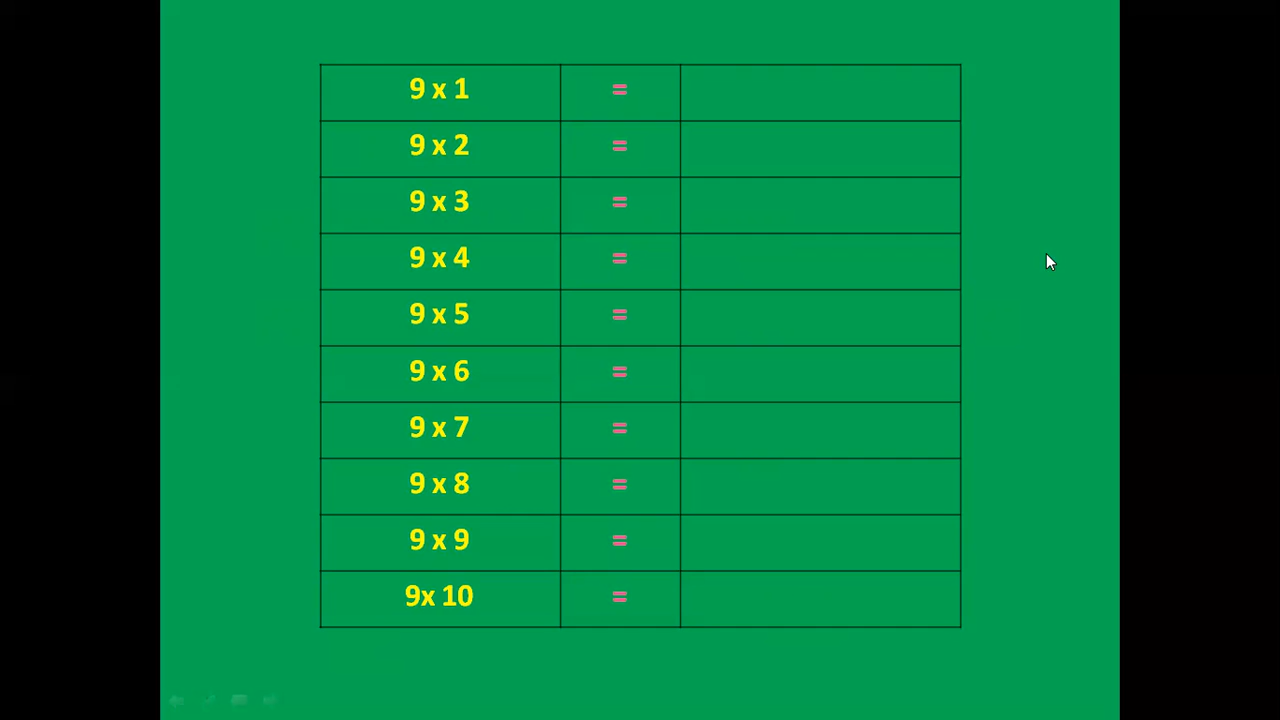 9 x 1 =
9 x 2 =
9 x 3 =
9 x 4 =
9 x 5 =
9 x 6 =
9 x 7 =
9 x 8 =
9 x 9 =
9x 10 =